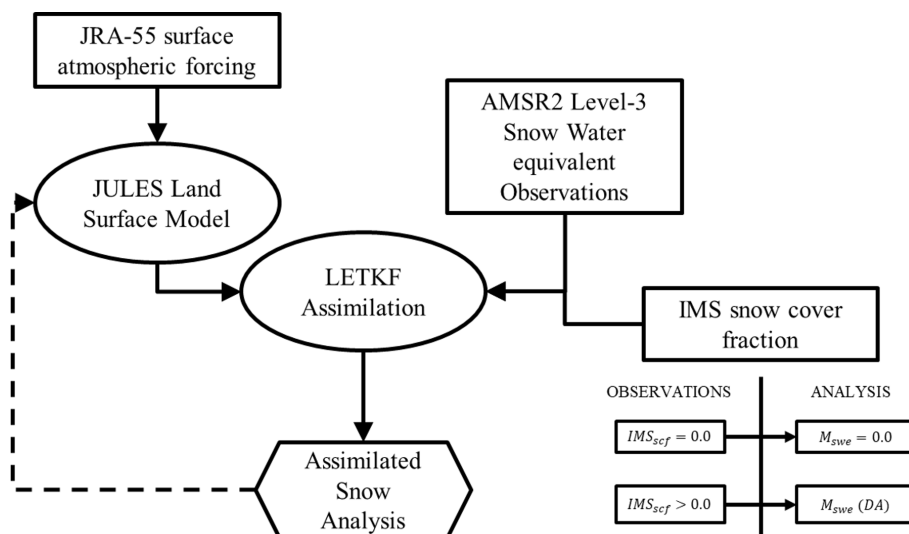 JRA-55 surface
atmospheric forcing
AMSR2 Level-3
Snow Water
equivalent
Observations
JULES Land
Surface Model
LETKF
Assimilation
IMS snow cover
fraction
OBSERVATIONS
ANALYSIS
IMS_scf = 0.0
M_swe = 0.0
Assimilated
Snow
Analysis
IMS_scf > 0.0
M_swe (DA)